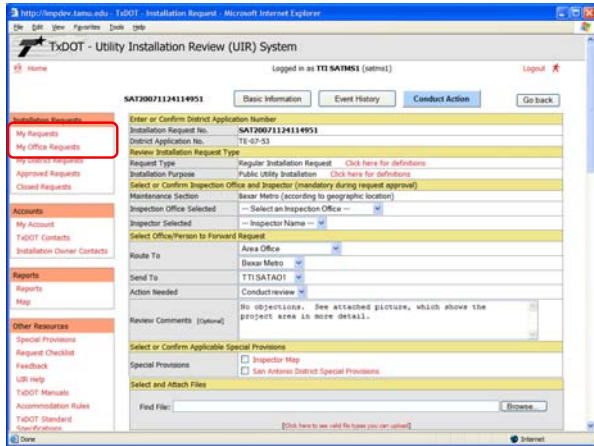 http://impdev.tamu.edu - TxDOT - Installation Request - Microsoft Internet Explorer
File Edit View Favorites Tools Help
TxDOT - Utility Installation Review (UIR) System
Home Logged in as TTI SATMS1 (satms1) Logout
SAT20071124114951 Basic Information Event History Conduct Action Go back
Installation Requests
My Requests
My Office Requests
My District Requests
Approved Requests
Closed Requests
Accounts
My Account
TxDOT Contacts
Installation Owner Contacts
Reports
Reports
Map
Other Resources
Special Provisions
Request Checklist
Feedback
UIR Help
TxDOT Manuals
Accommodation Rules
TxDOT Standard
Specifications
Enter or Confirm District Application Number
Installation Request No. SAT20071124114951
District Application No. TE-07-53
Review Installation Request Type
Request Type Regular Installation Request Click here for definitions
Installation Purpose Public Utility Installation Click here for definitions
Select or Confirm Inspection Office and Inspector (mandatory during request approval)
Maintenance Section Bexar Metro (according to geographic location)
Inspection Office Selected -- Select an Inspection Office --
Inspector Selected -- Inspector Name --
Select Office/Person to Forward Request
Route To Area Office
Bexar Metro
Send To TTI SATAO1
Action Needed Conduct review
Review Comments [Optional] No objections. See attached picture, which shows the
project area in more detail.
Select or Confirm Applicable Special Provisions
Special Provisions Inspector Map
San Antonio District Special Provisions
Select and Attach Files
Find File: Browse...
[Click here to see valid file types you can upload]
Done Internet